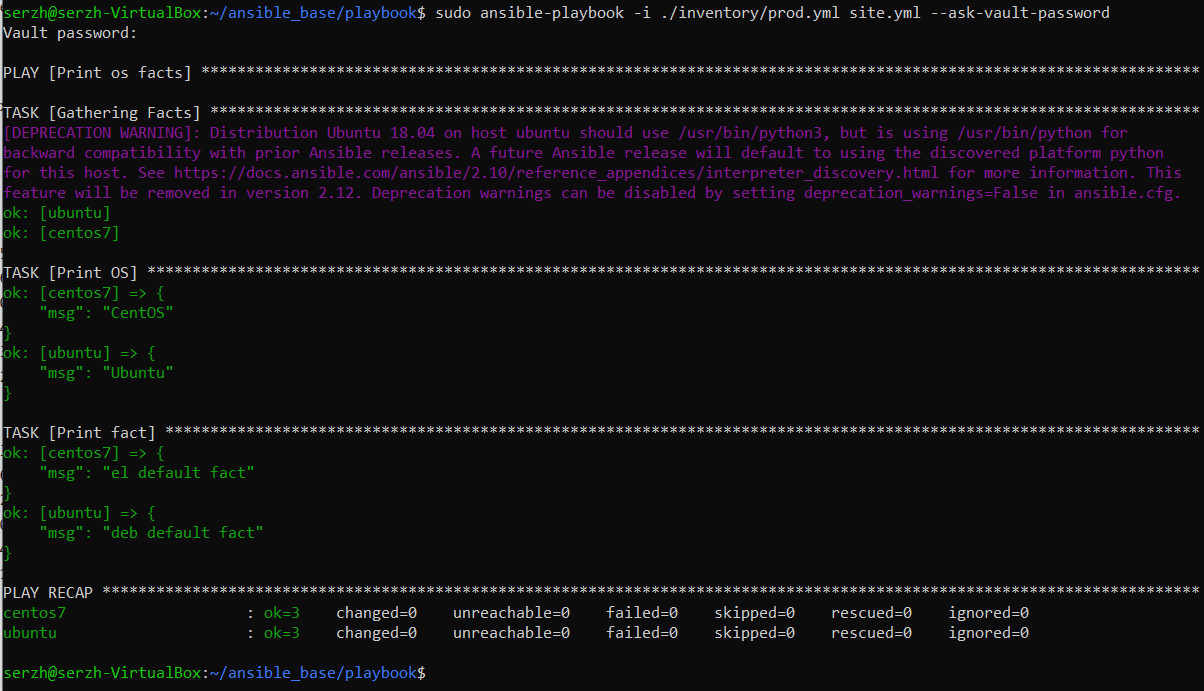 serzh@serzh-VirtualBox:~/ansible_base/playbook$ sudo ansible-playbook -i ./inventory/prod.yml site.yml --ask-vault-password
Vault password:
PLAY [Print os facts] ***************************************************************************************************************
TASK [Gathering Facts] **************************************************************************************************************
[DEPRECATION WARNING]: Distribution Ubuntu 18.04 on host ubuntu should use /usr/bin/python3, but is using /usr/bin/python for
backward compatibility with prior Ansible releases. A future Ansible release will default to using the discovered platform python
for this host. See https://docs.ansible.com/ansible/2.10/reference_appendices/interpreter_discovery.html for more information. This
feature will be removed in version 2.12. Deprecation warnings can be disabled by setting deprecation_warnings=False in ansible.cfg.
ok: [ubuntu]
ok: [centos7]
TASK [Print OS] *********************************************************************************************************************
ok: [centos7] => {
    "msg": "CentOS"
}
ok: [ubuntu] => {
    "msg": "Ubuntu"
}
TASK [Print fact] *******************************************************************************************************************
ok: [centos7] => {
    "msg": "el default fact"
}
ok: [ubuntu] => {
    "msg": "deb default fact"
}
PLAY RECAP **************************************************************************************************************************
centos7                    : ok=3    changed=0    unreachable=0    failed=0    skipped=0    rescued=0    ignored=0
ubuntu                     : ok=3    changed=0    unreachable=0    failed=0    skipped=0    rescued=0    ignored=0
serzh@serzh-VirtualBox:~/ansible_base/playbook$